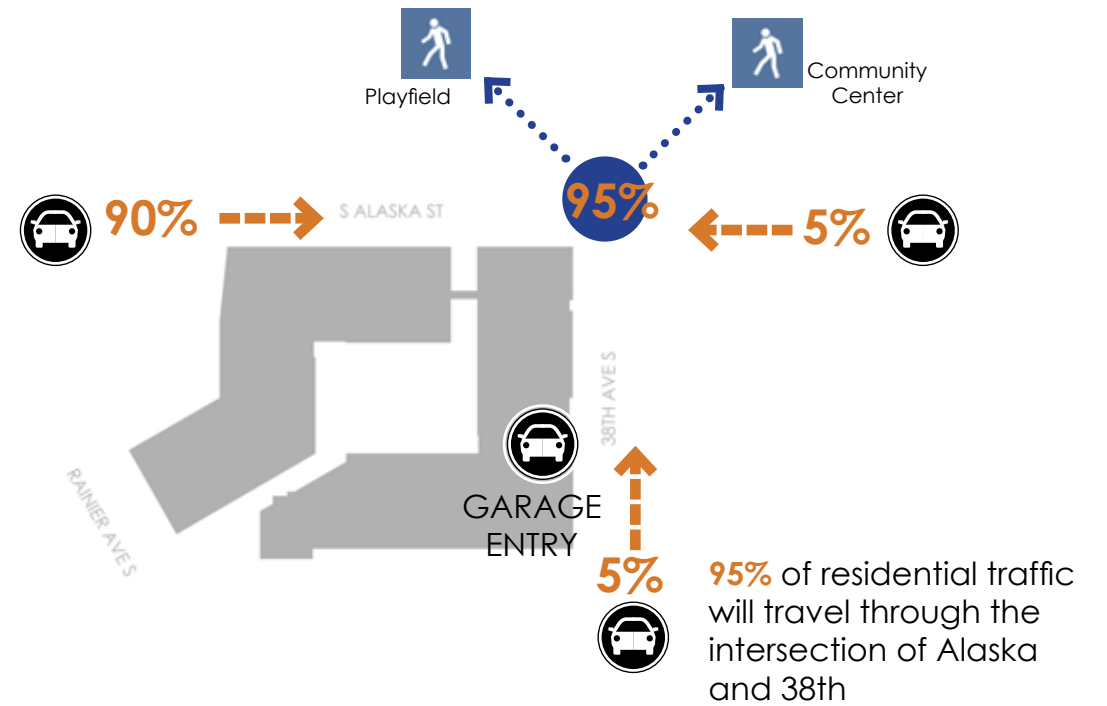 Playfield
Community
Center
90%
S ALASKA ST
95%
5%
38TH AVE S
RAINIER AVE S
GARAGE
ENTRY
5%
95% of residential traffic
will travel through the
intersection of Alaska
and 38th